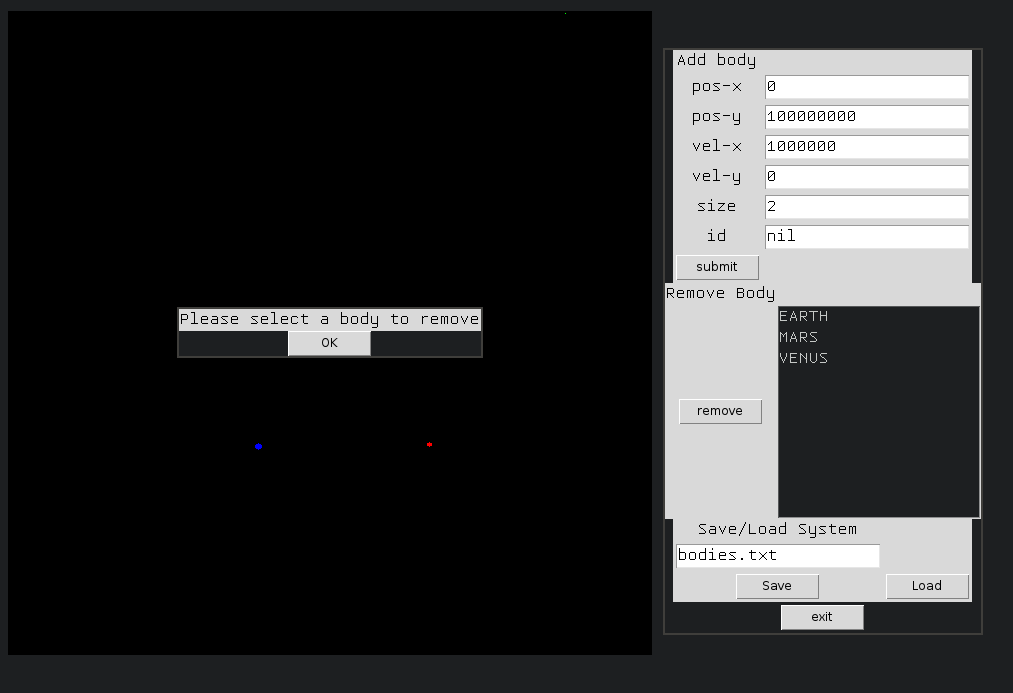 Add body
pos-x 0
pos-y 100000000
vel-x 1000000
vel-y 0
size 2
id nil
submit
Remove Body
EARTH
MARS
VENUS
remove
Please select a body to remove
OK
Save/Load System
bodies.txt
Save Load
exit